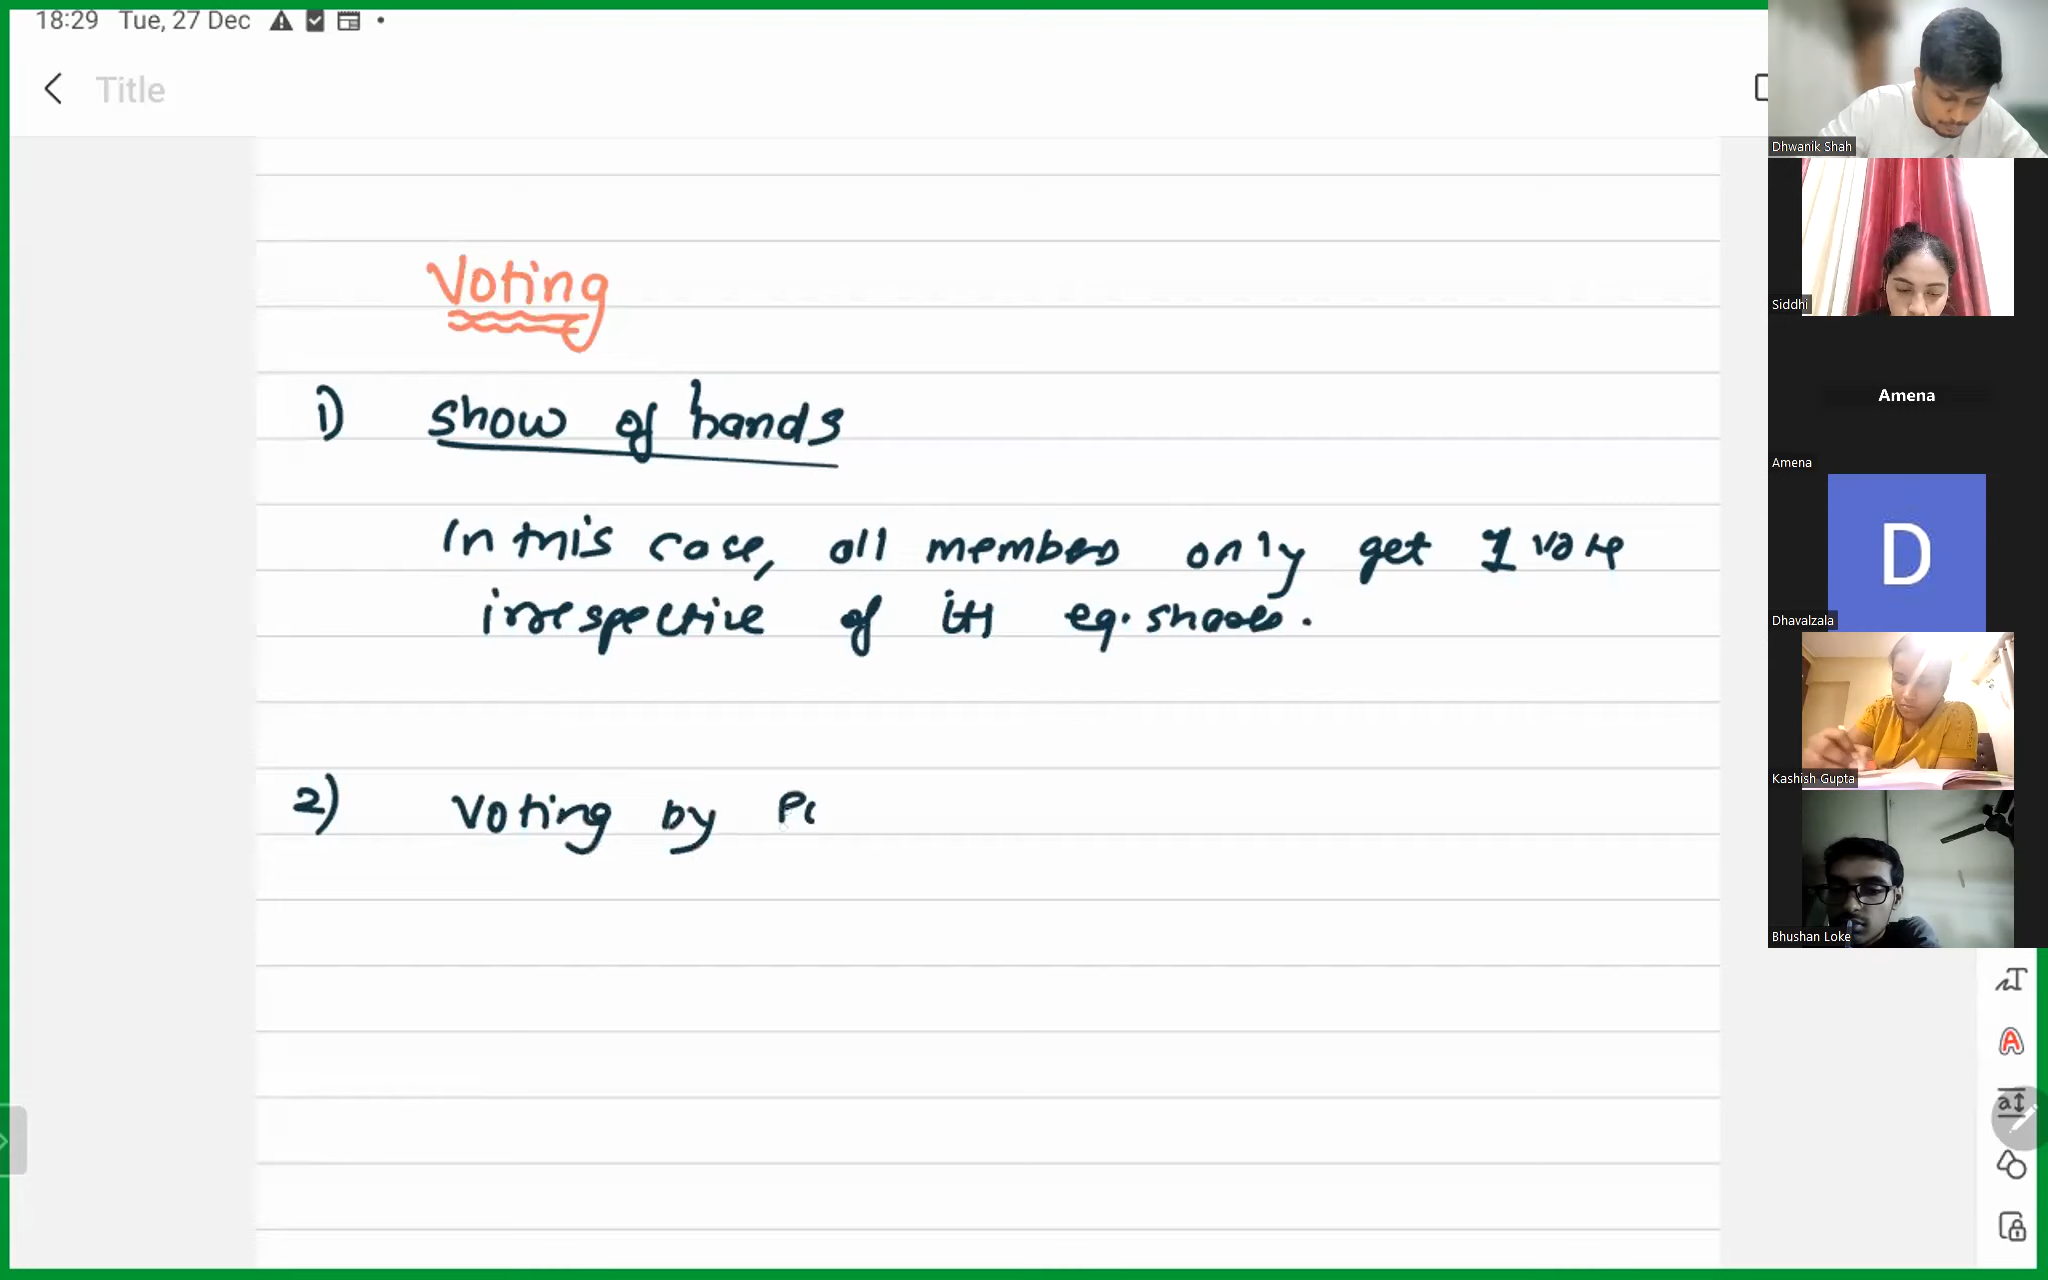 18:29 Tue, 27 Dec
Title
Voting
1) Show of hands
In this case, all members only get 1 vote
irrespective of its eq. shares.
2) Voting by Po
Dhwanik Shah
Siddhi
Amena
Amena
D
Dhavalzala
Kashish Gupta
Bhushan Loke